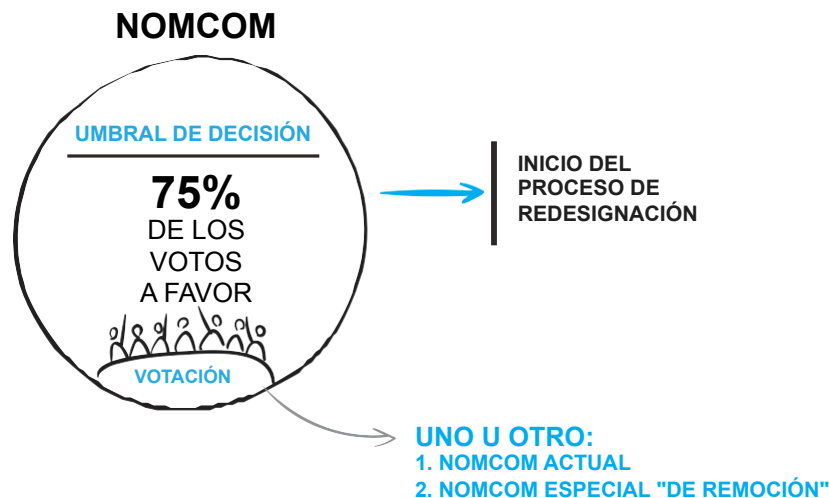 NOMCOM
UMBRAL DE DECISIÓN
75%
DE LOS
VOTOS
A FAVOR
VOTACIÓN
INICIO DEL
PROCESO DE
REDESIGNACIÓN
UNO U OTRO:
1. NOMCOM ACTUAL
2. NOMCOM ESPECIAL "DE REMOCIÓN"